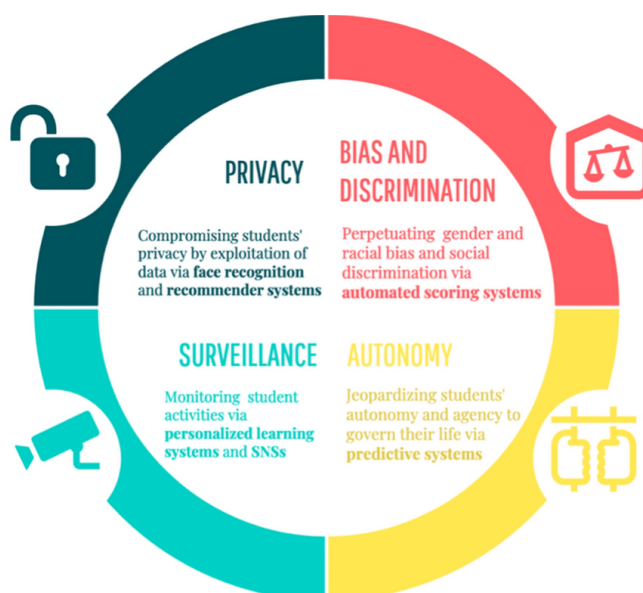 PRIVACY
Compromising students'
privacy by exploitation of
data via face recognition
and recommender systems
BIAS AND
DISCRIMINATION
Perpetuating gender and
racial bias and social
discrimination via
automated scoring systems
SURVEILLANCE
Monitoring student
activities via
personalized learning
systems and SNSs
AUTONOMY
Jeopardizing students'
autonomy and agency to
govern their life via
predictive systems